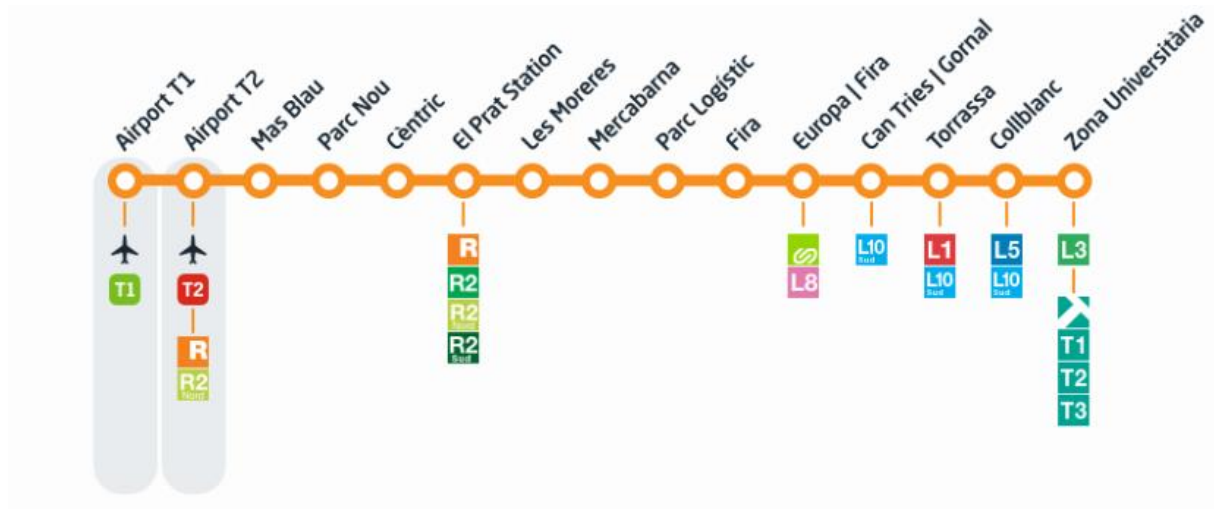 Airport T1
Airport T2
Mas Blau
Parc Nou
Cèntric
El Prat Station
Les Moreres
Mercabarna
Parc Logístic
Fira
Europa | Fira
Can Tries | Gornal
Torrassa
Collblanc
Zona Universitària
T1
T2
R
R2
Nord
R
R2
R2
Nord
R2
Sud
L8
L10
Sud
L1
L10
Sud
L5
L10
Sud
L3
T1
T2
T3